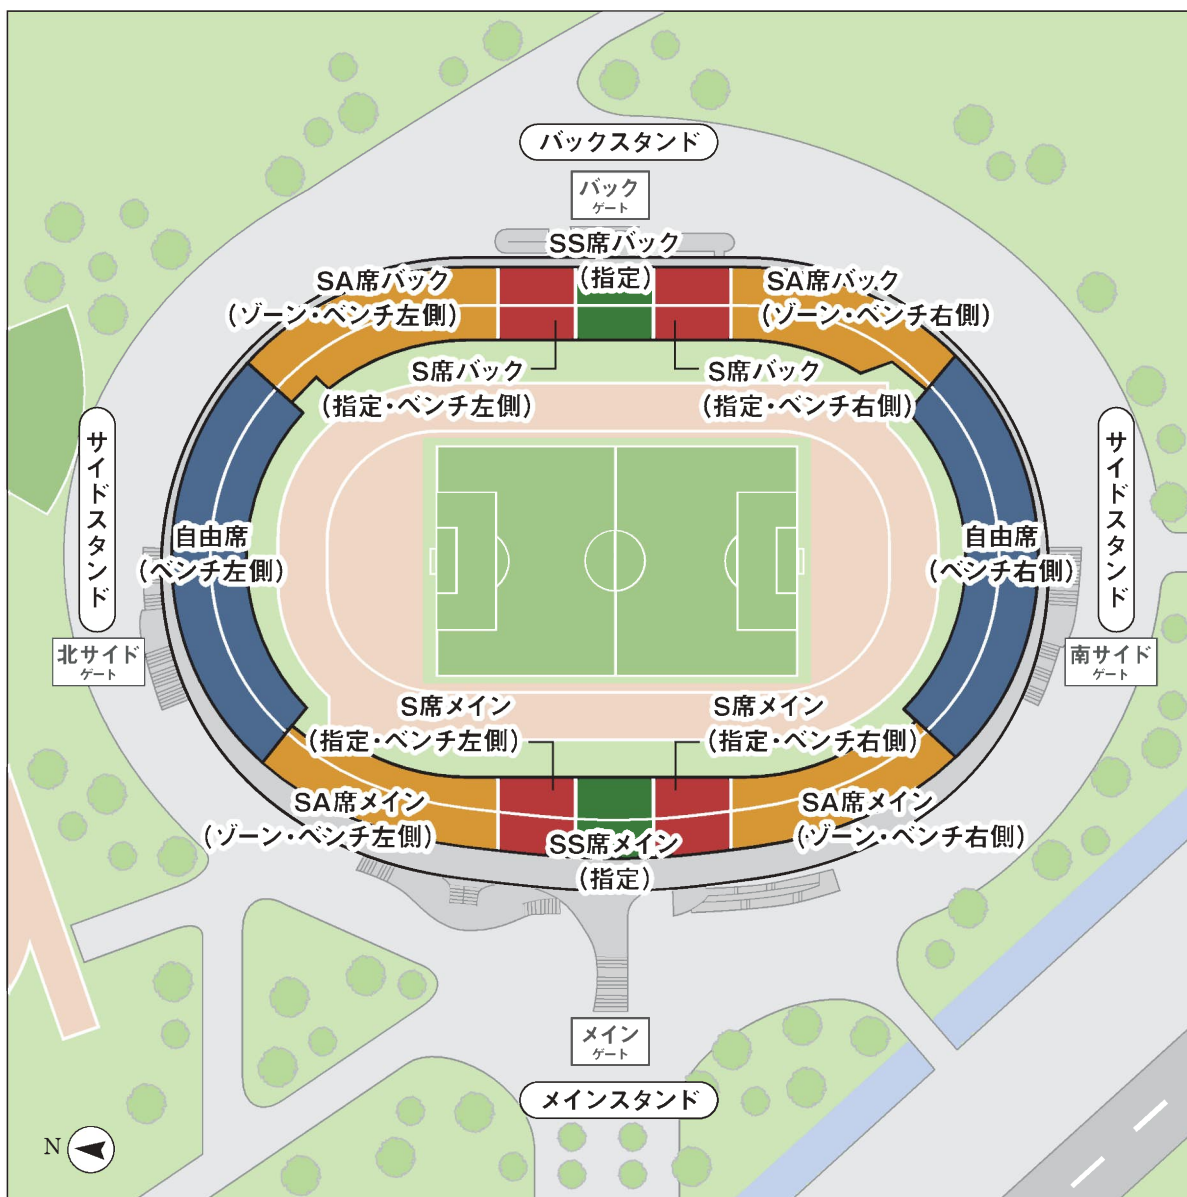 バックスタンド
バック
ゲート
SS席バック
(指定)
SA席バック
(ゾーン・ベンチ左側)
SA席バック
(ゾーン・ベンチ右側)
S席バック
(指定・ベンチ左側)
S席バック
(指定・ベンチ右側)
サイドスタンド
サイドスタンド
自由席
(ベンチ左側)
自由席
(ベンチ右側)
北サイド
ゲート
南サイド
ゲート
S席メイン
(指定・ベンチ左側)
S席メイン
(指定・ベンチ右側)
SA席メイン
(ゾーン・ベンチ左側)
SA席メイン
(ゾーン・ベンチ右側)
SS席メイン
(指定)
メイン
ゲート
メインスタンド
N